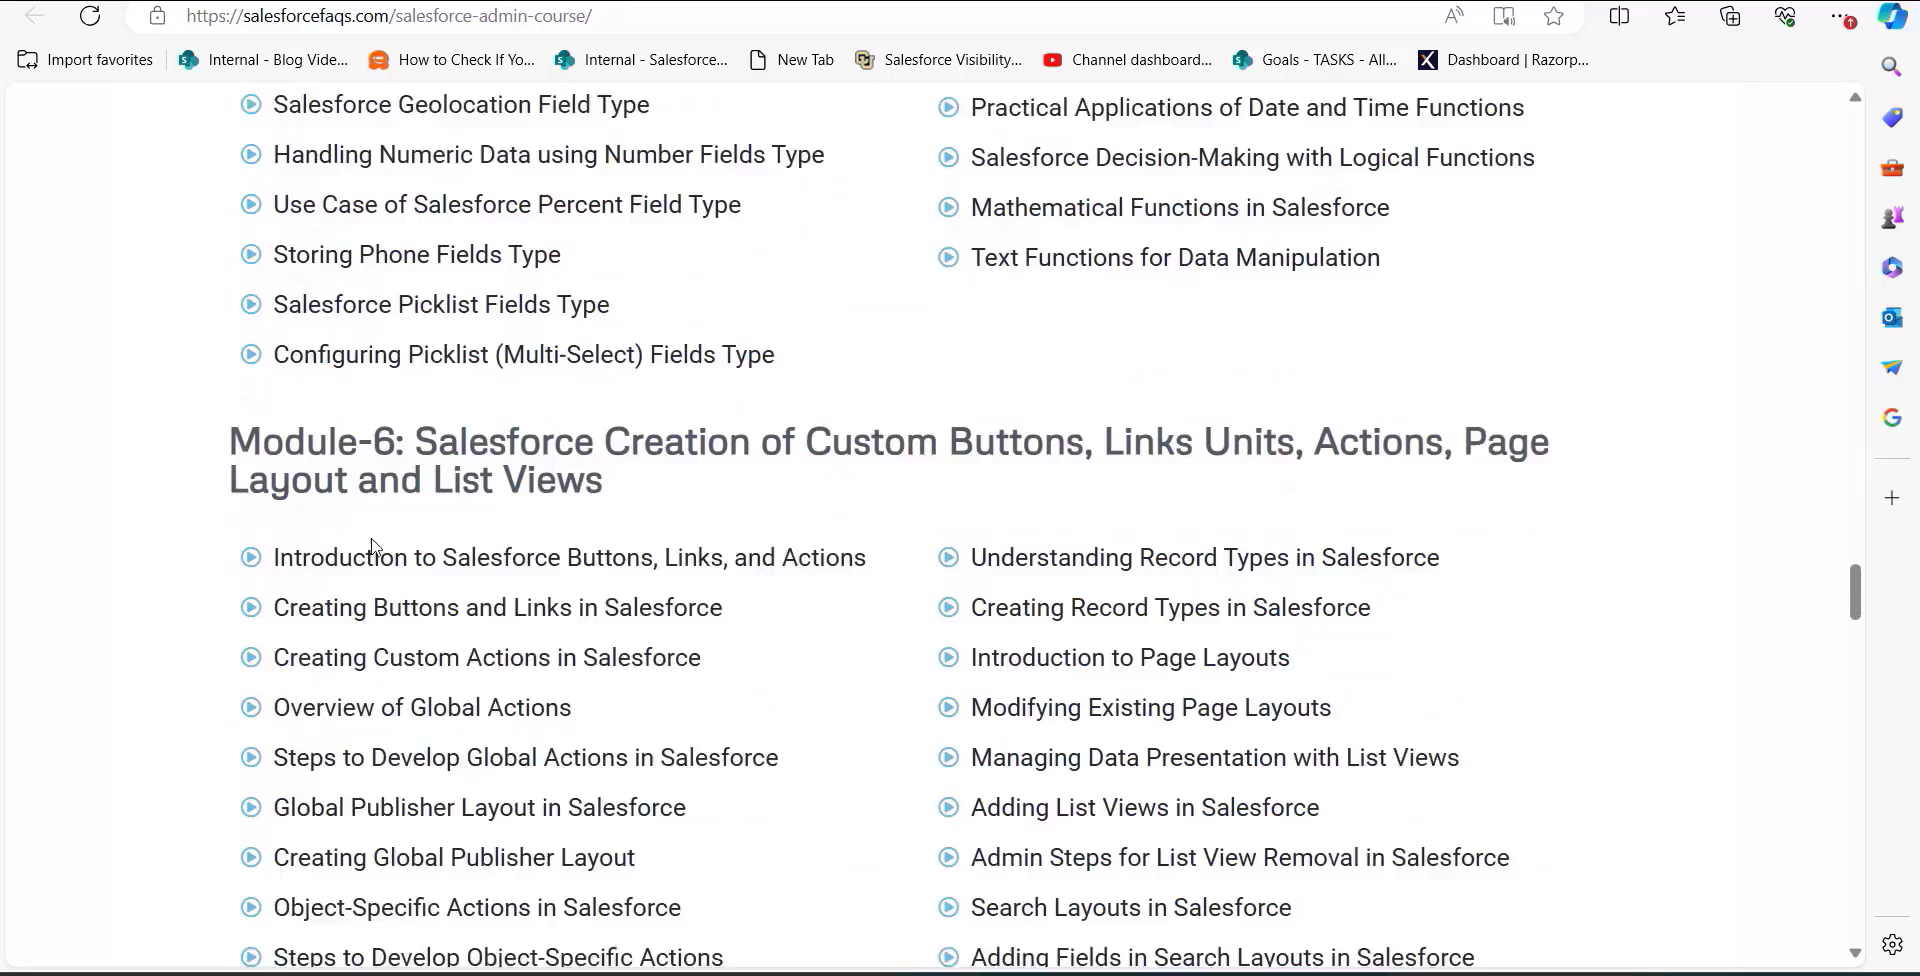 https://salesforcefaqs.com/salesforce-admin-course/
Import favorites
Internal - Blog Vide...
How to Check If Yo...
Internal - Salesforce...
New Tab
Salesforce Visibility...
Channel dashboard...
Goals - TASKS - All...
Dashboard | Razorp...
Salesforce Geolocation Field Type
Handling Numeric Data using Number Fields Type
Use Case of Salesforce Percent Field Type
Storing Phone Fields Type
Salesforce Picklist Fields Type
Configuring Picklist (Multi-Select) Fields Type
Practical Applications of Date and Time Functions
Salesforce Decision-Making with Logical Functions
Mathematical Functions in Salesforce
Text Functions for Data Manipulation
Module-6: Salesforce Creation of Custom Buttons, Links Units, Actions, Page
Layout and List Views
Introduction to Salesforce Buttons, Links, and Actions
Creating Buttons and Links in Salesforce
Creating Custom Actions in Salesforce
Overview of Global Actions
Steps to Develop Global Actions in Salesforce
Global Publisher Layout in Salesforce
Creating Global Publisher Layout
Object-Specific Actions in Salesforce
Steps to Develop Object-Specific Actions
Understanding Record Types in Salesforce
Creating Record Types in Salesforce
Introduction to Page Layouts
Modifying Existing Page Layouts
Managing Data Presentation with List Views
Adding List Views in Salesforce
Admin Steps for List View Removal in Salesforce
Search Layouts in Salesforce
Adding Fields in Search Layouts in Salesforce